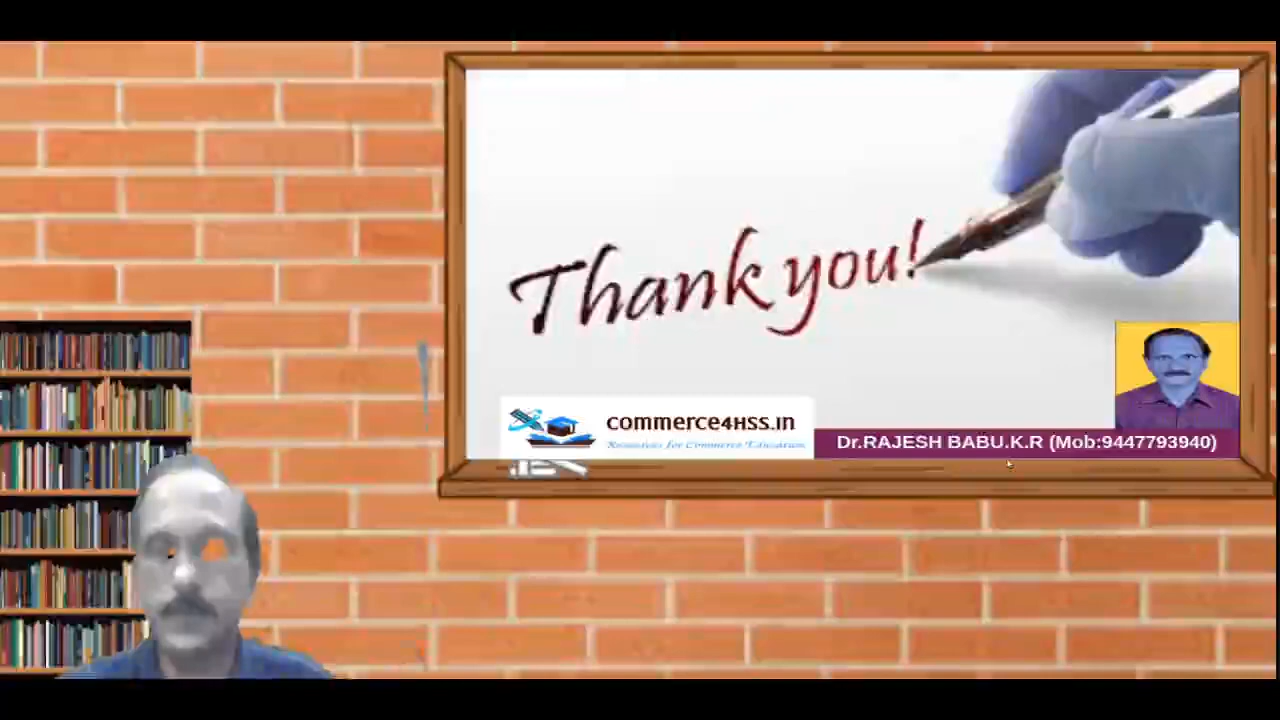 Thank you!
commerce4HSS.in
Resources for Commerce Education
Dr.RAJESH BABU.K.R (Mob:9447793940)